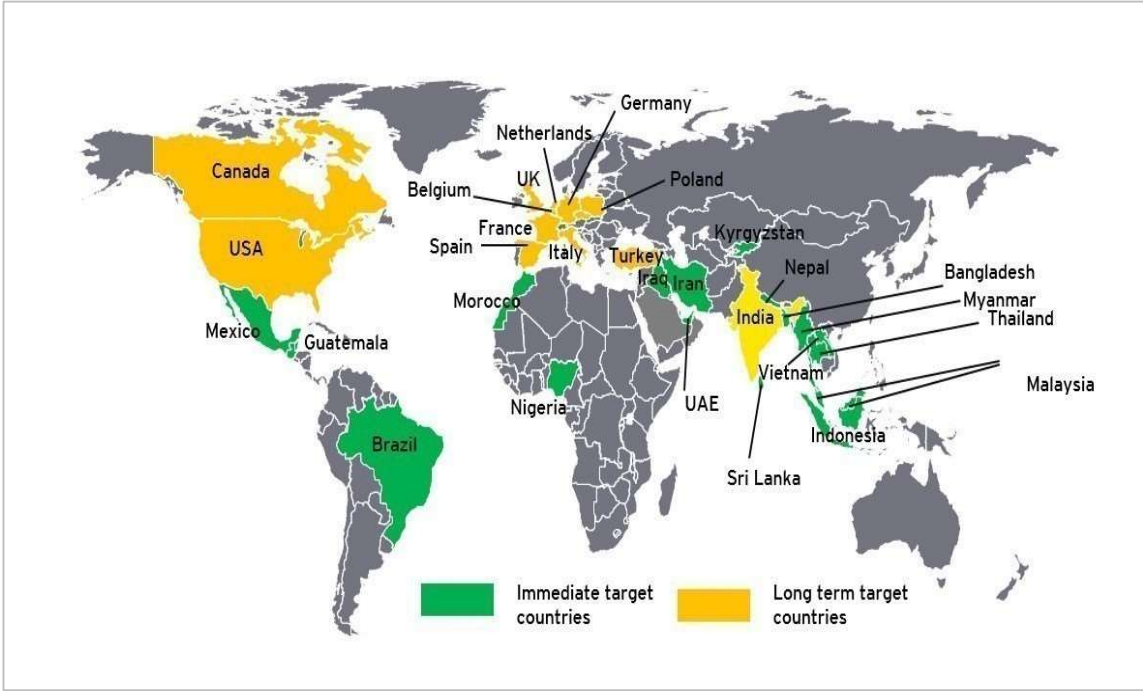 Germany
Netherlands
Canada
UK
Poland
Belgium
France
Kyrgyzstan
USA
Spain
Italy
Turkey
Nepal
Bangladesh
Iraq
Iran
Morocco
Myanmar
India
Thailand
Mexico
Guatemala
Vietnam
Malaysia
Nigeria
UAE
Brazil
Indonesia
Sri Lanka
Immediate target
countries
Long term target
countries